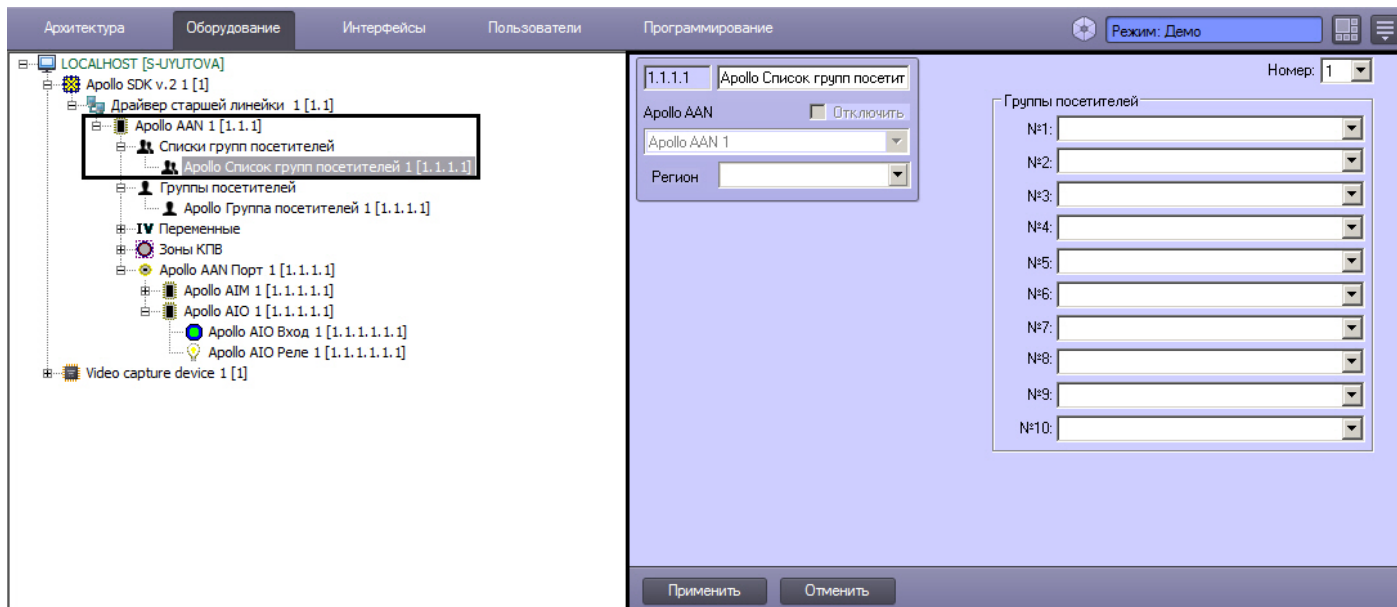 Архитектура Оборудование Интерфейсы Пользователи Программирование Режим: Демо
LOCALHOST [S-UYUTOVA]
Apollo SDK v.2 1 [1]
Драйвер старшей линейки 1 [1.1]
Apollo AAN 1 [1.1.1]
Списки групп посетителей
Apollo Список групп посетителей 1 [1.1.1.1]
Группы посетителей
Apollo Группа посетителей 1 [1.1.1.1]
IV Переменные
Зоны КПВ
Apollo AAN Порт 1 [1.1.1.1]
Apollo AIM 1 [1.1.1.1.1]
Apollo AIO 1 [1.1.1.1.1]
Apollo AIO Вход 1 [1.1.1.1.1.1]
Apollo AIO Реле 1 [1.1.1.1.1.1]
Video capture device 1 [1]
1.1.1.1 Apollo Список групп посетит
Apollo AAN Отключить
Apollo AAN 1
Регион
Номер: 1
Группы посетителей
№1:
№2:
№3:
№4:
№5:
№6:
№7:
№8:
№9:
№10:
Применить Отменить